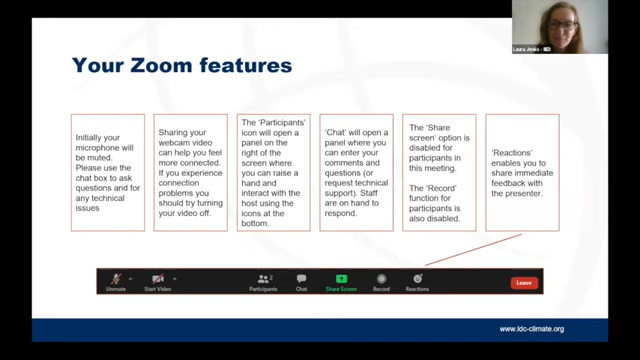 Laura Jenks -
Your Zoom features
Initially your
microphone will
be muted.
Please use the
chat box to ask
questions and for
any technical
issues
Sharing your
webcam video
can help you feel
more connected.
If you experience
connection
problems you
should try turning
your video off.
The 'Participants'
icon will open a
panel on the
right of the
screen where
you can raise a
hand and
interact with the
host using the
icons at the
bottom.
'Chat' will open a
panel where you
can enter your
comments and
questions (or
request technical
support). Staff
are on hand to
respond.
The 'Share
screen' option is
disabled for
participants in
this meeting.
The 'Record'
function for
participants is
also disabled.
'Reactions'
enables you to
share immediate
feedback with
the presenter.
2
Unmute Start Video Participants Chat Share Screen Record Reactions Leave
www.ldc-climate.org